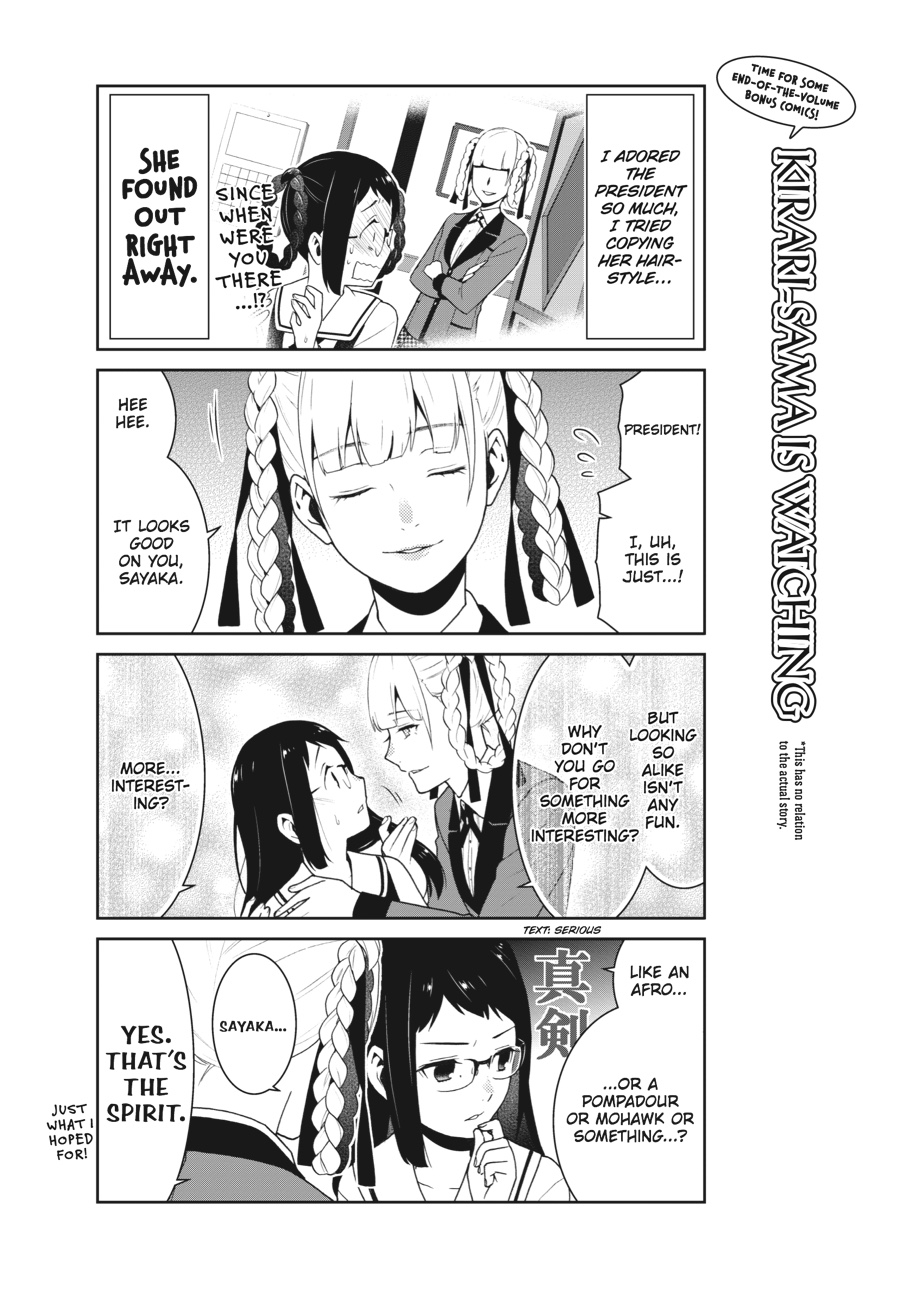 TIME FOR SOME
END-OF-THE-VOLUME
BONUS COMICS!
KIRARI-SAMA IS WATCHING
*This has no relation
to the actual story.
I ADORED
THE
PRESIDENT
SO MUCH,
I TRIED
COPYING
HER HAIR-
STYLE...
SINCE
WHEN
WERE
YOU
THERE
...!?
SHE
FOUND
OUT
RIGHT
AWAY.
PRESIDENT!
I, UH,
THIS IS
JUST...!
HEE
HEE.
IT LOOKS
GOOD
ON YOU,
SAYAKA.
BUT
LOOKING
SO
ALIKE
ISN'T
ANY
FUN.
WHY
DON'T
YOU GO
FOR
SOMETHING
MORE
INTERESTING?
MORE...
INTEREST-
ING?
TEXT: SERIOUS
真剣
LIKE AN
AFRO...
...OR A
POMPADOUR
OR MOHAWK OR
SOMETHING...?
SAYAKA...
YES.
THAT'S
THE
SPIRIT.
JUST
WHAT I
HOPED
FOR!